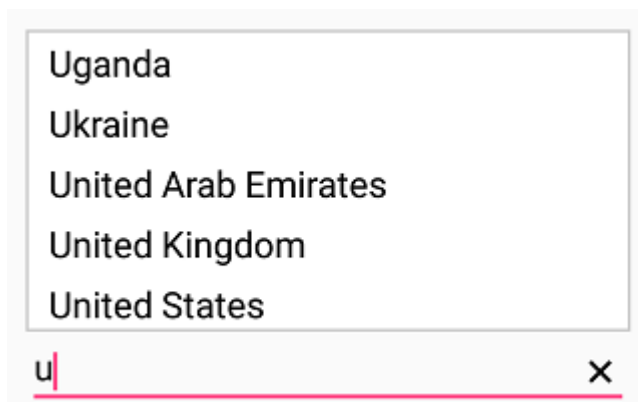 Uganda
Ukraine
United Arab Emirates
United Kingdom
United States
u